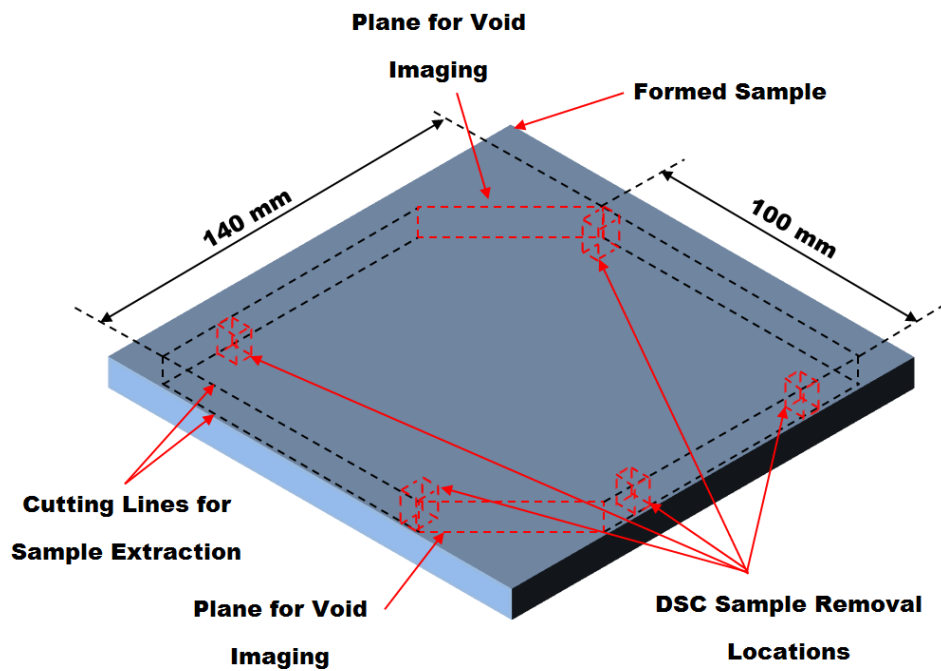 Plane for Void
Imaging
Formed Sample
140 mm
100 mm
Cutting Lines for
Sample Extraction
Plane for Void
Imaging
DSC Sample Removal
Locations